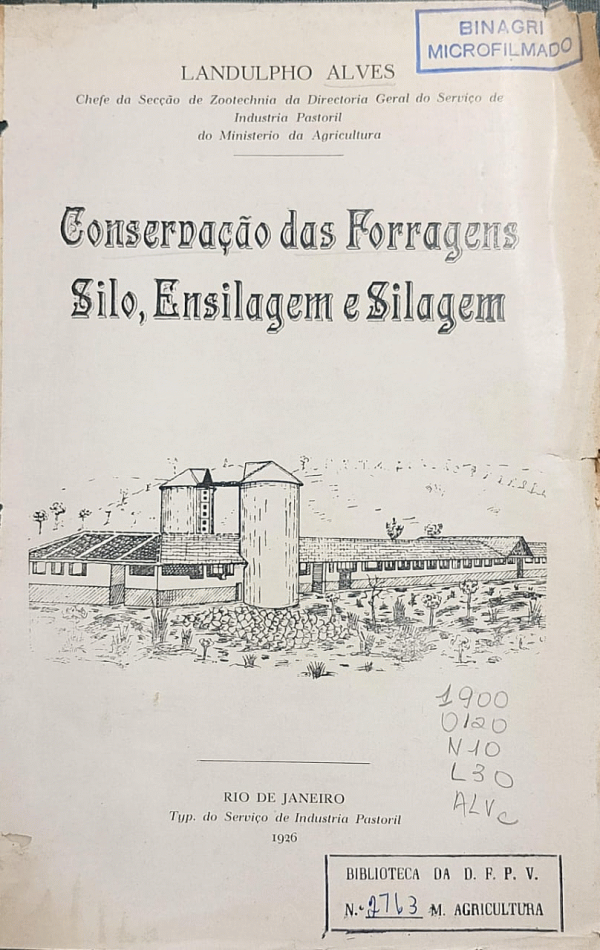 BINAGRI
MICROFILMADO
LANDULPHO ALVES
Chefe da Secção de Zootechnia da Directoria Geral do Serviço de
Industria Pastoril
do Ministerio da Agricultura
Conservação das Forragens
Silo, Ensilagem e Silagem
1900
0120
N10
L30
ALVc
RIO DE JANEIRO
Typ. do Serviço de Industria Pastoril
1926
BIBLIOTECA DA D. F. P. V.
N.º 2763 M. AGRICULTURA